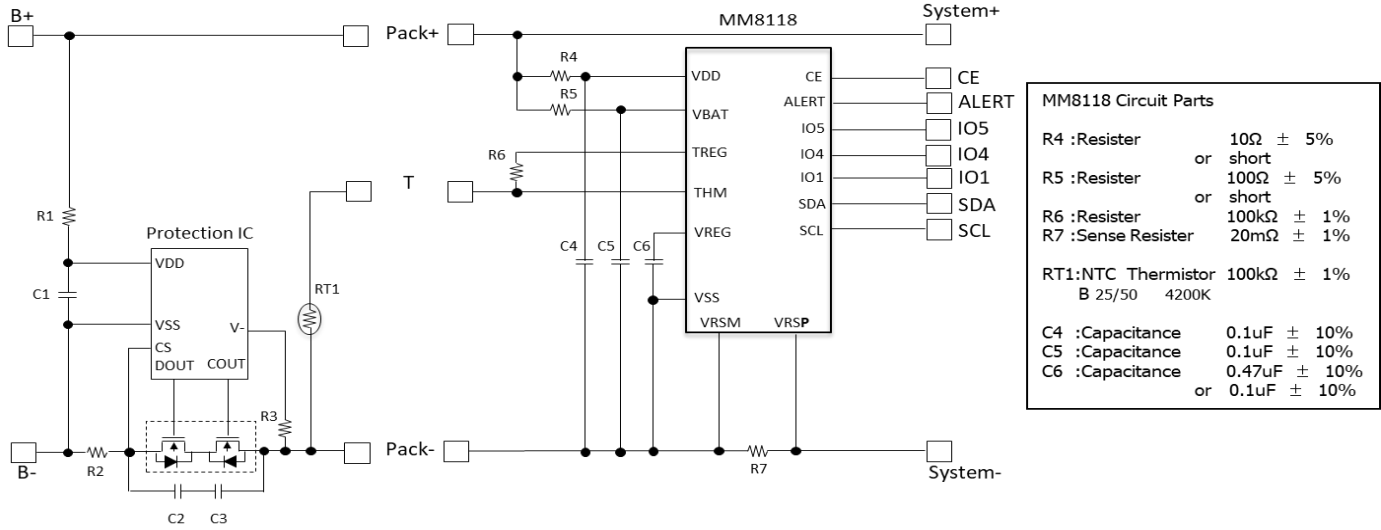 B+
Pack+
MM8118
System+
R4
VDD
CE
CE
R5
ALERT
ALERT
VBAT
IO5
IO5
R6
TREG
IO4
IO4
T
THM
IO1
IO1
SDA
SDA
R1
Protection IC
VREG
SCL
SCL
C4
C5
C6
VDD
C1
RT1
VSS
VSS
V-
VRSM
VRSP
CS
DOUT
COUT
R3
B-
R2
Pack-
R7
System-
C2
C3
MM8118 Circuit Parts
R4 :Resister 10Ω ± 5%
or short
R5 :Resister 100Ω ± 5%
or short
R6 :Resister 100kΩ ± 1%
R7 :Sense Resister 20mΩ ± 1%
RT1:NTC Thermistor 100kΩ ± 1%
B 25/50 4200K
C4 :Capacitance 0.1uF ± 10%
C5 :Capacitance 0.1uF ± 10%
C6 :Capacitance 0.47uF ± 10%
or 0.1uF ± 10%